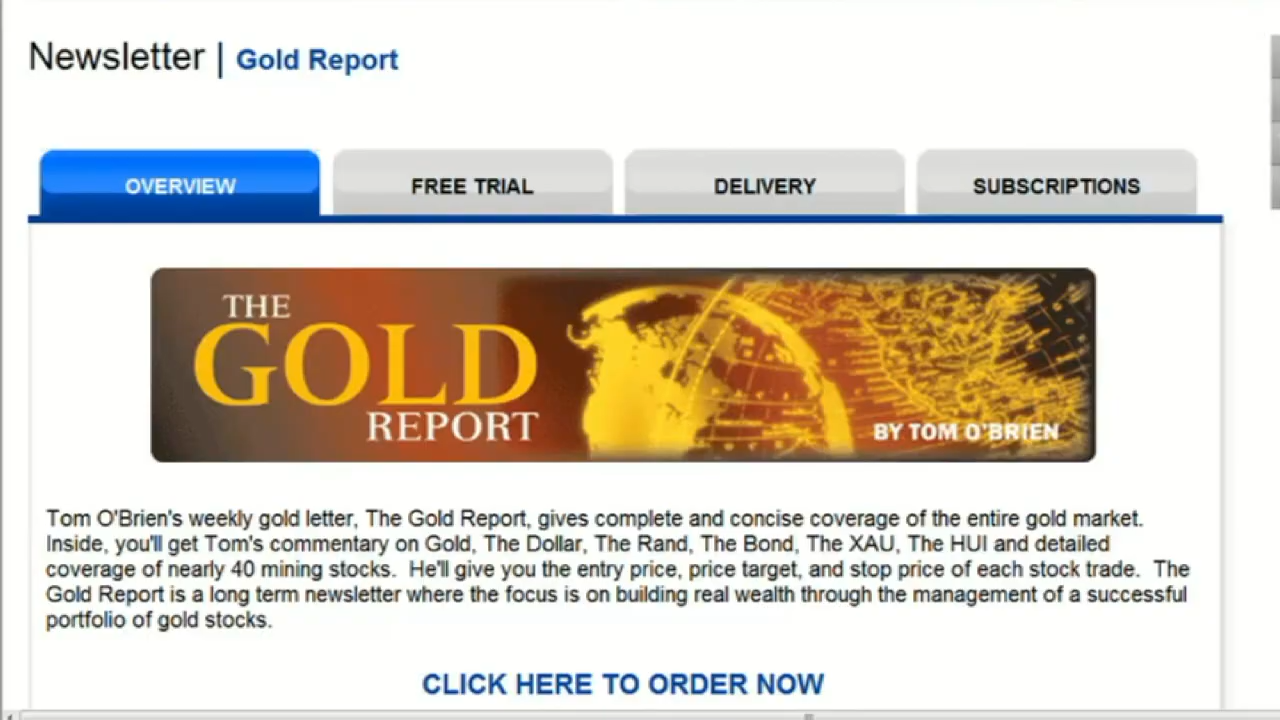 Newsletter | Gold Report
OVERVIEW FREE TRIAL DELIVERY SUBSCRIPTIONS
THE
GOLD
REPORT
BY TOM O'BRIEN
Tom O'Brien's weekly gold letter, The Gold Report, gives complete and concise coverage of the entire gold market.
Inside, you'll get Tom's commentary on Gold, The Dollar, The Rand, The Bond, The XAU, The HUI and detailed
coverage of nearly 40 mining stocks.  He'll give you the entry price, price target, and stop price of each stock trade.  The
Gold Report is a long term newsletter where the focus is on building real wealth through the management of a successful
portfolio of gold stocks.
CLICK HERE TO ORDER NOW